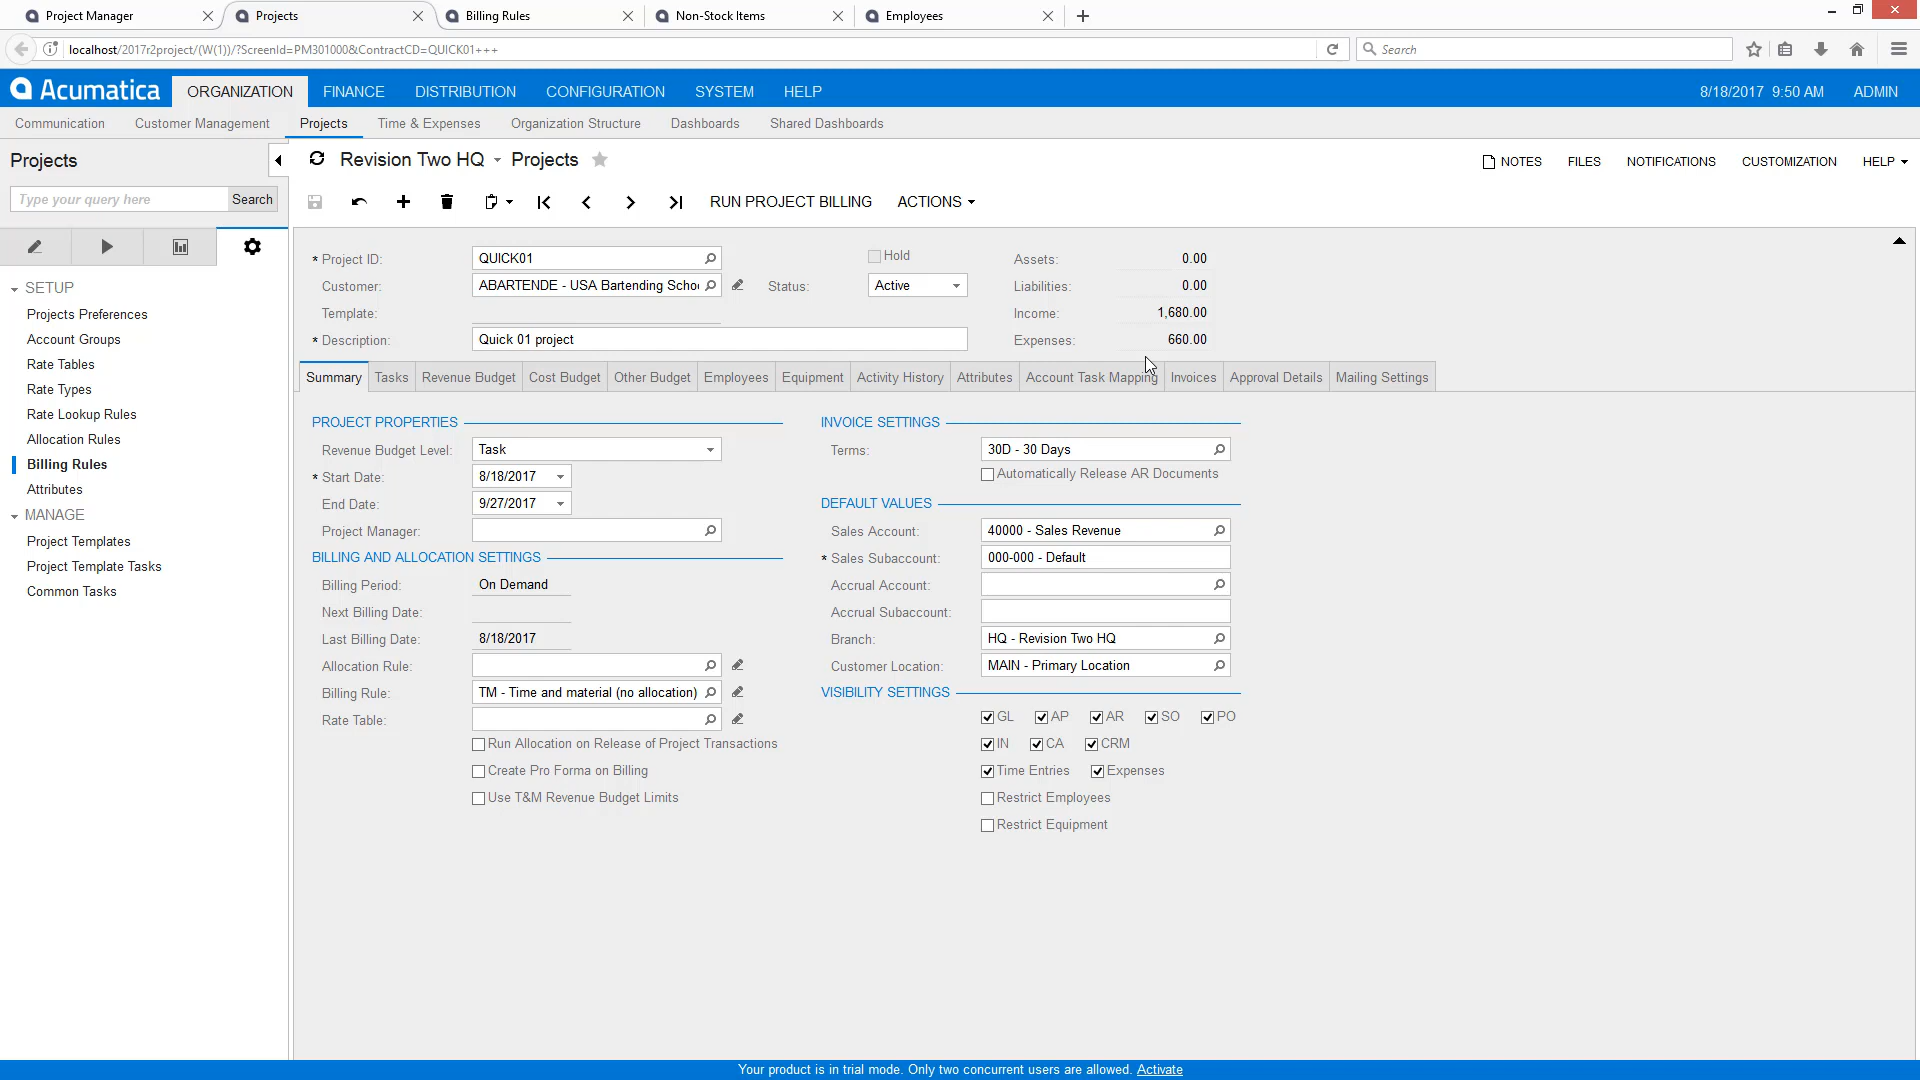 Project Manager
Projects
Billing Rules
Non-Stock Items
Employees
localhost/2017r2project/(W(1))/?ScreenId=PM301000&ContractCD=QUICK01+++
Search
Acumatica
ORGANIZATION
FINANCE
DISTRIBUTION
CONFIGURATION
SYSTEM
HELP
8/18/2017 9:50 AM
ADMIN
Communication
Customer Management
Projects
Time & Expenses
Organization Structure
Dashboards
Shared Dashboards
Projects
Type your query here
Search
SETUP
Projects Preferences
Account Groups
Rate Tables
Rate Types
Rate Lookup Rules
Allocation Rules
Billing Rules
Attributes
MANAGE
Project Templates
Project Template Tasks
Common Tasks
Revision Two HQ
Projects
NOTES
FILES
NOTIFICATIONS
CUSTOMIZATION
HELP
RUN PROJECT BILLING
ACTIONS
* Project ID: QUICK01
Customer: ABARTENDE - USA Bartending Schoo
Template:
* Description: Quick 01 project
Hold
Status: Active
Assets: 0.00
Liabilities: 0.00
Income: 1,680.00
Expenses: 660.00
Summary
Tasks
Revenue Budget
Cost Budget
Other Budget
Employees
Equipment
Activity History
Attributes
Account Task Mapping
Invoices
Approval Details
Mailing Settings
PROJECT PROPERTIES
Revenue Budget Level: Task
* Start Date: 8/18/2017
End Date: 9/27/2017
Project Manager:
BILLING AND ALLOCATION SETTINGS
Billing Period: On Demand
Next Billing Date:
Last Billing Date: 8/18/2017
Allocation Rule:
Billing Rule: TM - Time and material (no allocation)
Rate Table:
Run Allocation on Release of Project Transactions
Create Pro Forma on Billing
Use T&M Revenue Budget Limits
INVOICE SETTINGS
Terms: 30D - 30 Days
Automatically Release AR Documents
DEFAULT VALUES
Sales Account: 40000 - Sales Revenue
* Sales Subaccount: 000-000 - Default
Accrual Account:
Accrual Subaccount:
Branch: HQ - Revision Two HQ
Customer Location: MAIN - Primary Location
VISIBILITY SETTINGS
GL AP AR SO PO
IN CA CRM
Time Entries Expenses
Restrict Employees
Restrict Equipment
Your product is in trial mode. Only two concurrent users are allowed. Activate